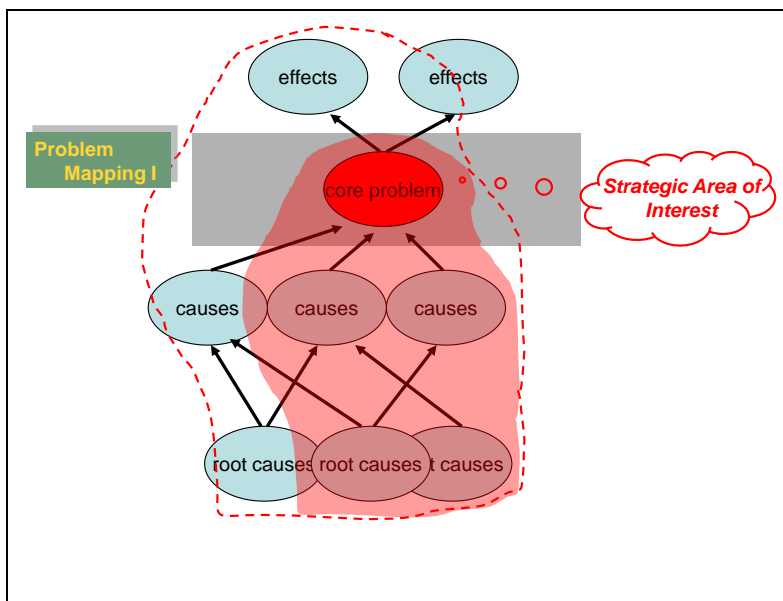 effects
effects
Problem
Mapping I
core problem
Strategic Area of
Interest
causes
causes
causes
root causes
root causes
t causes